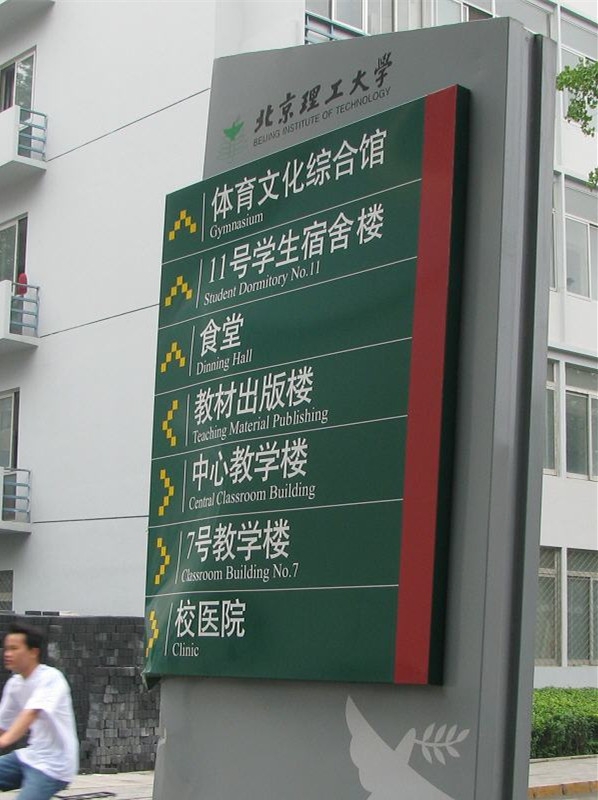 北京理工大学
BEIJING INSTITUTE OF TECHNOLOGY
体育文化综合馆
Gymnasium
11号学生宿舍楼
Student Dormitory No.11
食堂
Dinning Hall
教材出版楼
Teaching Material Publishing
中心教学楼
Central Classroom Building
7号教学楼
Classroom Building No.7
校医院
Clinic